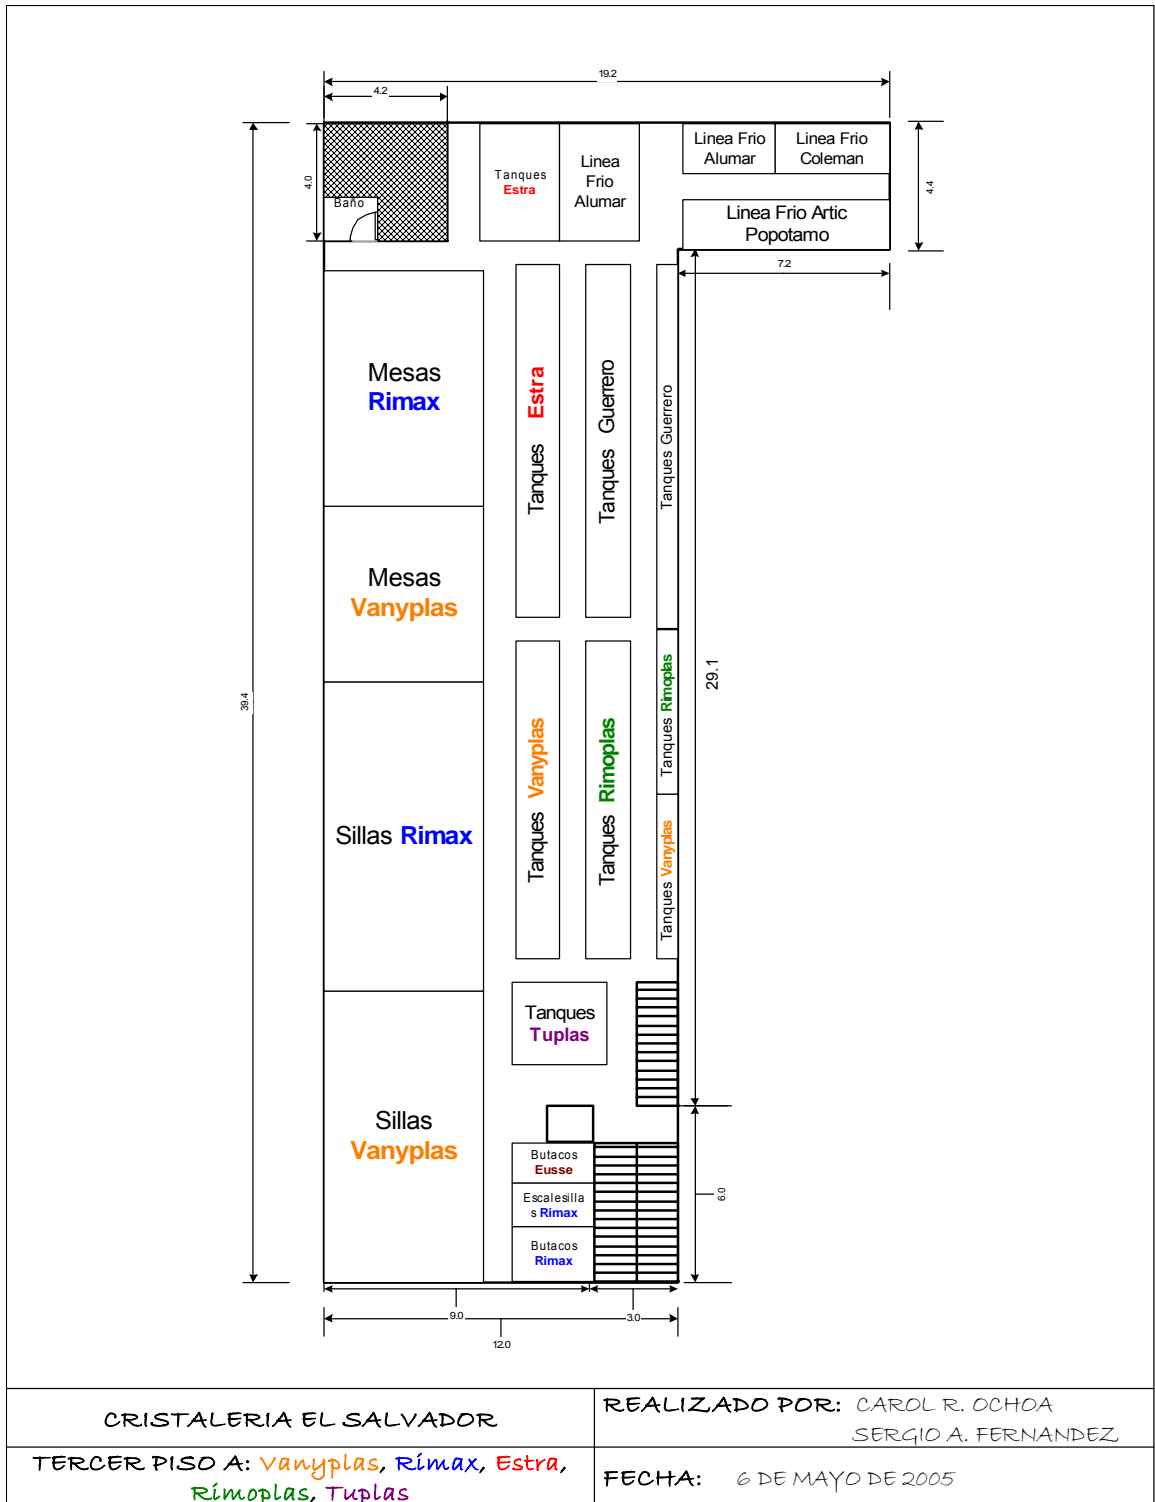 19.2
4.2
4.0
Baño
Tanques
Estra
Linea
Frio
Alumar
Linea Frio
Alumar
Linea Frio
Coleman
Linea Frio Artic
Popotamo
4.4
7.2
Mesas
Rimax
Tanques Estra
Tanques Guerrero
Tanques Guerrero
Mesas
Vanyplas
39.4
29.1
Sillas Rimax
Tanques Vanyplas
Tanques Rimoplas
Tanques Rimoplas
Tanques Vanyplas
Tanques
Tuplas
Sillas
Vanyplas
Butacos
Eusse
Escalesilla
s Rimax
Butacos
Rimax
6.0
9.0
3.0
12.0
CRISTALERIA EL SALVADOR
REALIZADO POR: CAROL R. OCHOA
SERGIO A. FERNANDEZ
TERCER PISO A: Vanyplas, Rimax, Estra,
Rimoplas, Tuplas
FECHA: 6 DE MAYO DE 2005